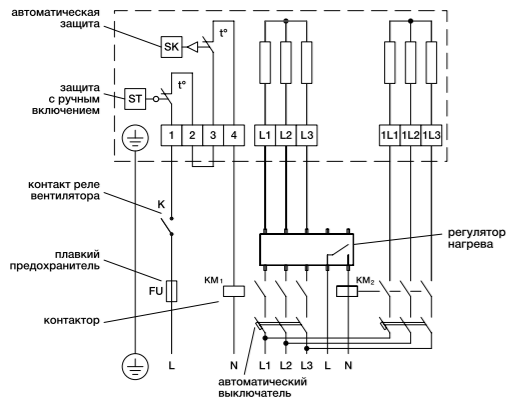 автоматическая
защита
SK
t°
защита
с ручным
включением
ST
t°
1 2 3 4 L1 L2 L3 1L1 1L2 1L3
контакт реле
вентилятора
K
регулятор
нагрева
плавкий
предохранитель
FU
KM1
KM2
контактор
L N L1 L2 L3 L N
автоматический
выключатель